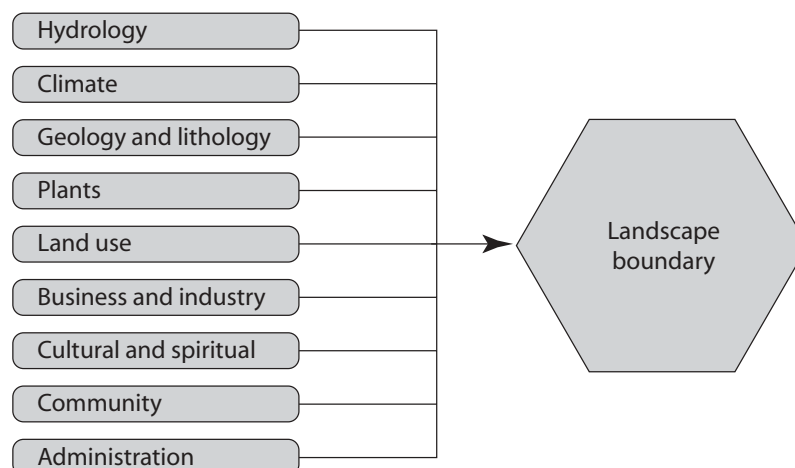 Hydrology
Climate
Geology and lithology
Plants
Land use
Business and industry
Cultural and spiritual
Community
Administration
Landscape
boundary